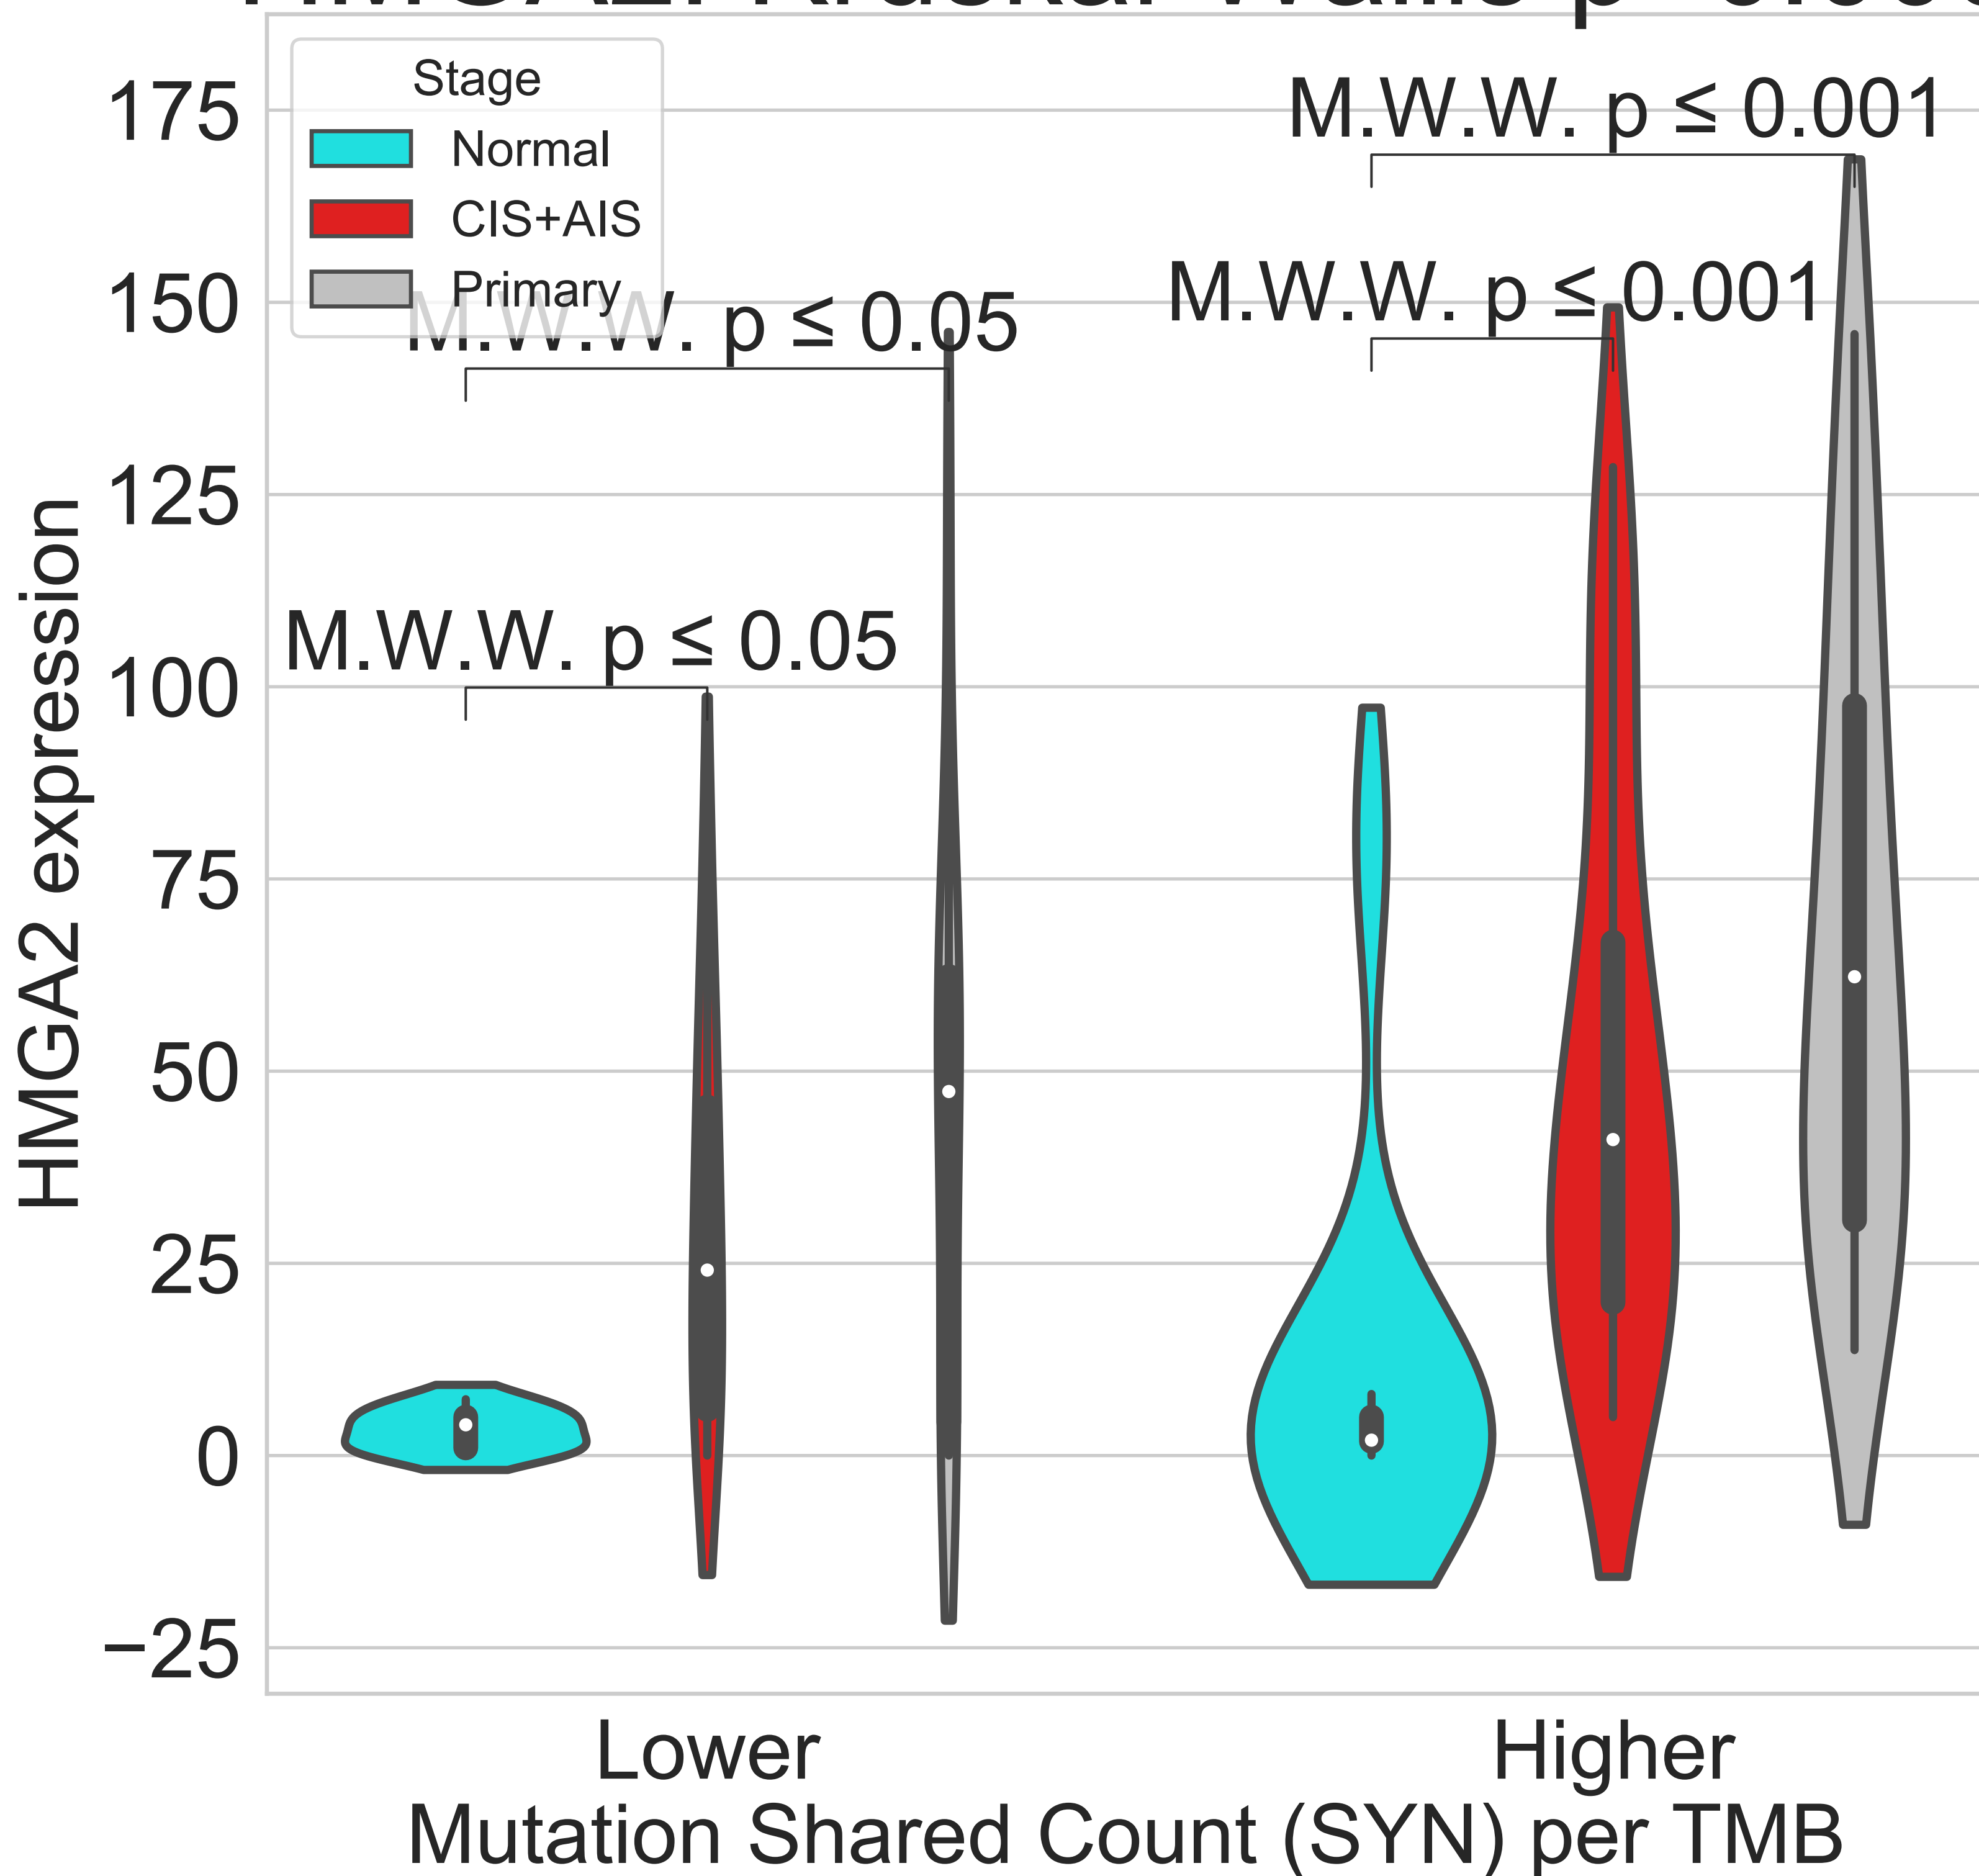 Stage
Normal
CIS+AIS
Primary
M.W.W. p ≤ 0.001
M.W.W. p ≤ 0.001
M.W.W. p ≤ 0.05
M.W.W. p ≤ 0.05
HMGA2 expression
175
150
125
100
75
50
25
0
−25
Lower
Higher
Mutation Shared Count (SYN) per TMB